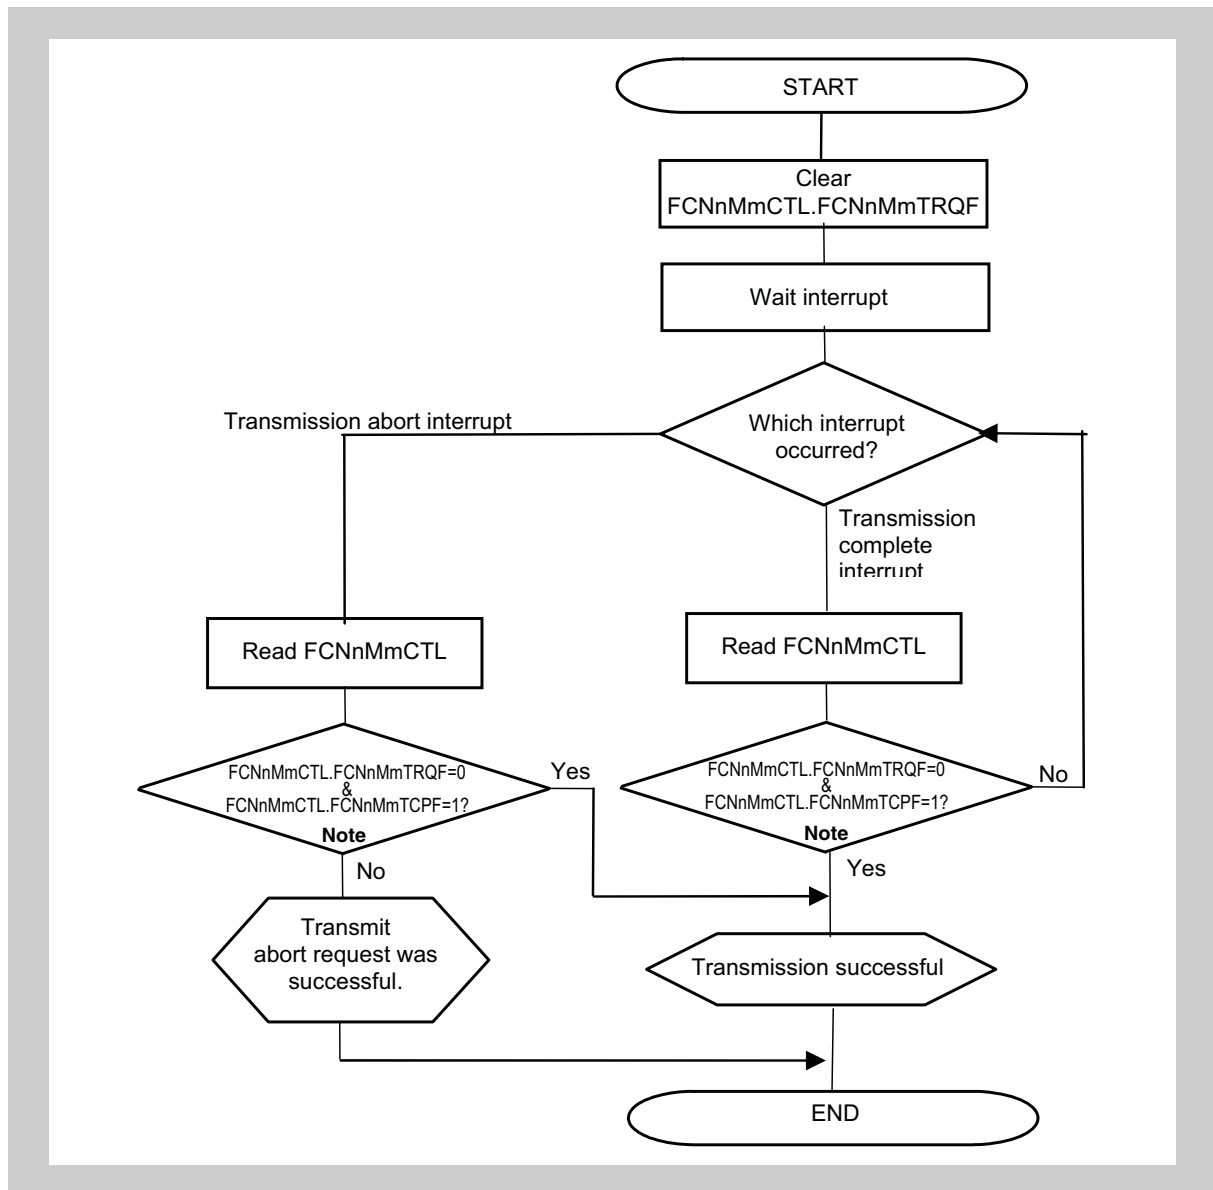 START
Clear
FCNnMmCTL.FCNnMmTRQF
Wait interrupt
Which interrupt
occurred?
Transmission abort interrupt
Transmission
complete
interrupt
Read FCNnMmCTL
Read FCNnMmCTL
FCNnMmCTL.FCNnMmTRQF=0
&
FCNnMmCTL.FCNnMmTCPF=1?
Note
Yes
No
FCNnMmCTL.FCNnMmTRQF=0
&
FCNnMmCTL.FCNnMmTCPF=1?
Note
No
Yes
Transmit
abort request was
successful.
Transmission successful
END